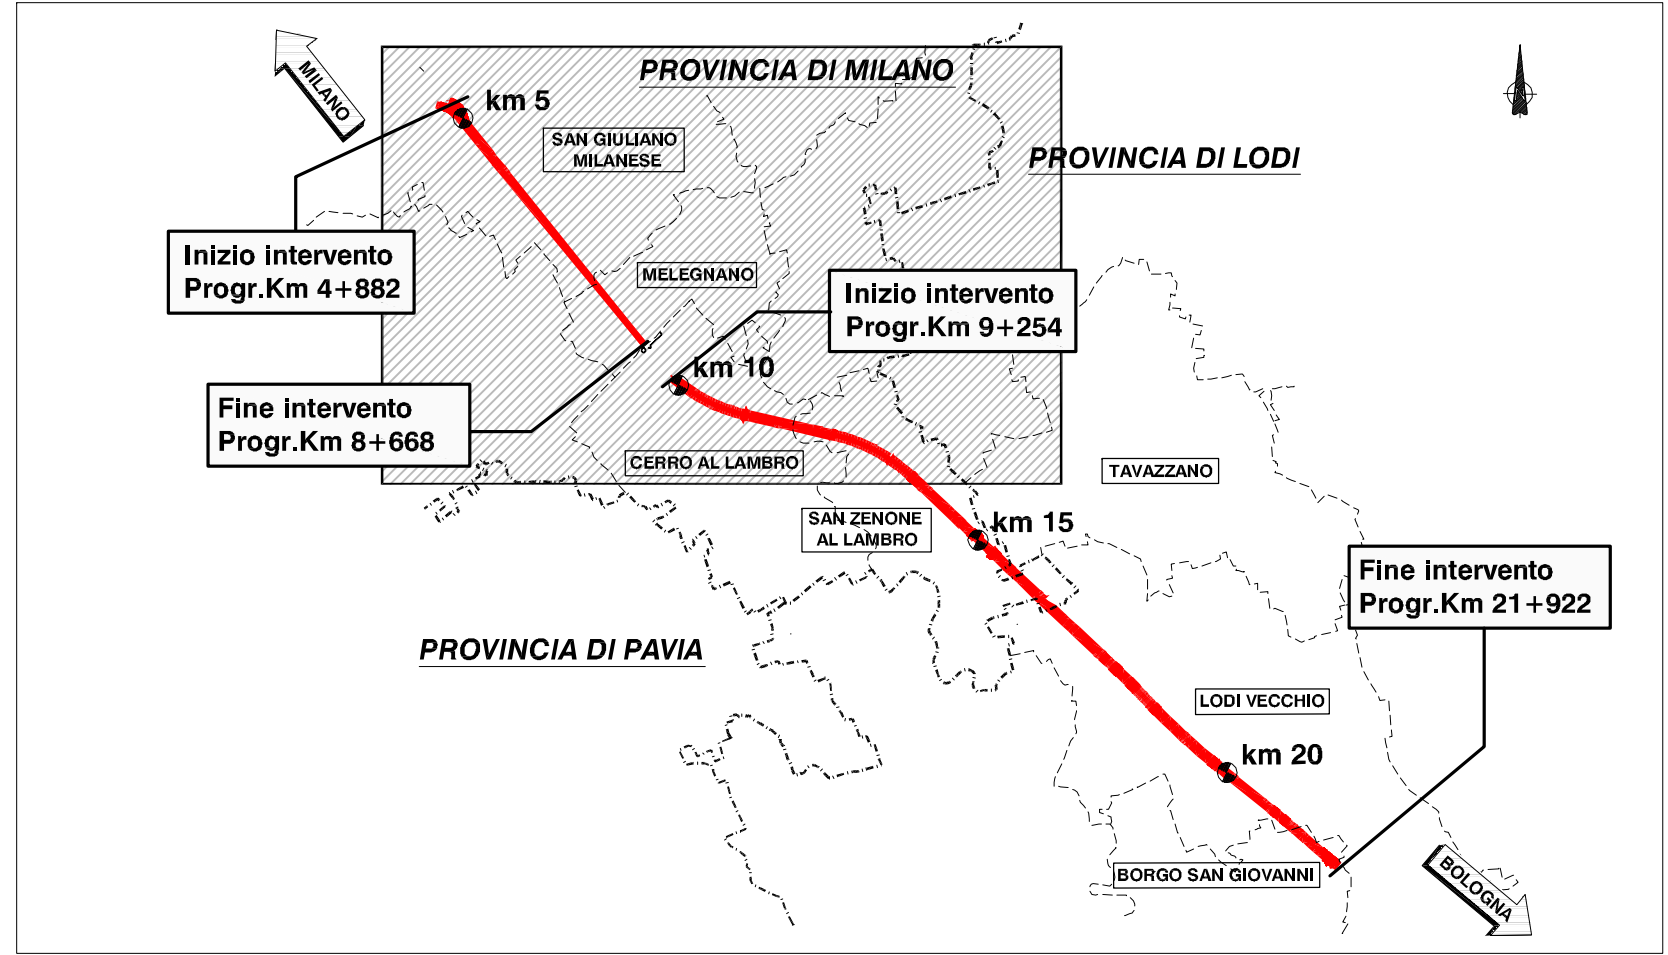 MILANO
PROVINCIA DI MILANO
km 5
SAN GIULIANO
MILANESE
PROVINCIA DI LODI
N
Inizio intervento
Progr.Km 4+882
MELEGNANO
Inizio intervento
Progr.Km 9+254
km 10
Fine intervento
Progr.Km 8+668
CERRO AL LAMBRO
TAVAZZANO
SAN ZENONE
AL LAMBRO
km 15
Fine intervento
Progr.Km 21+922
PROVINCIA DI PAVIA
LODI VECCHIO
km 20
BORGO SAN GIOVANNI
BOLOGNA